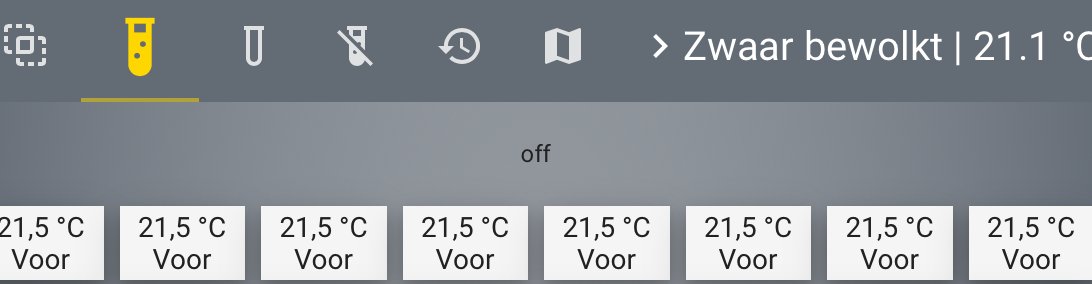 Zwaar bewolkt | 21.1 °C
off
21,5 °C 21,5 °C 21,5 °C 21,5 °C 21,5 °C 21,5 °C 21,5 °C 21,5 °C
Voor Voor Voor Voor Voor Voor Voor Voor